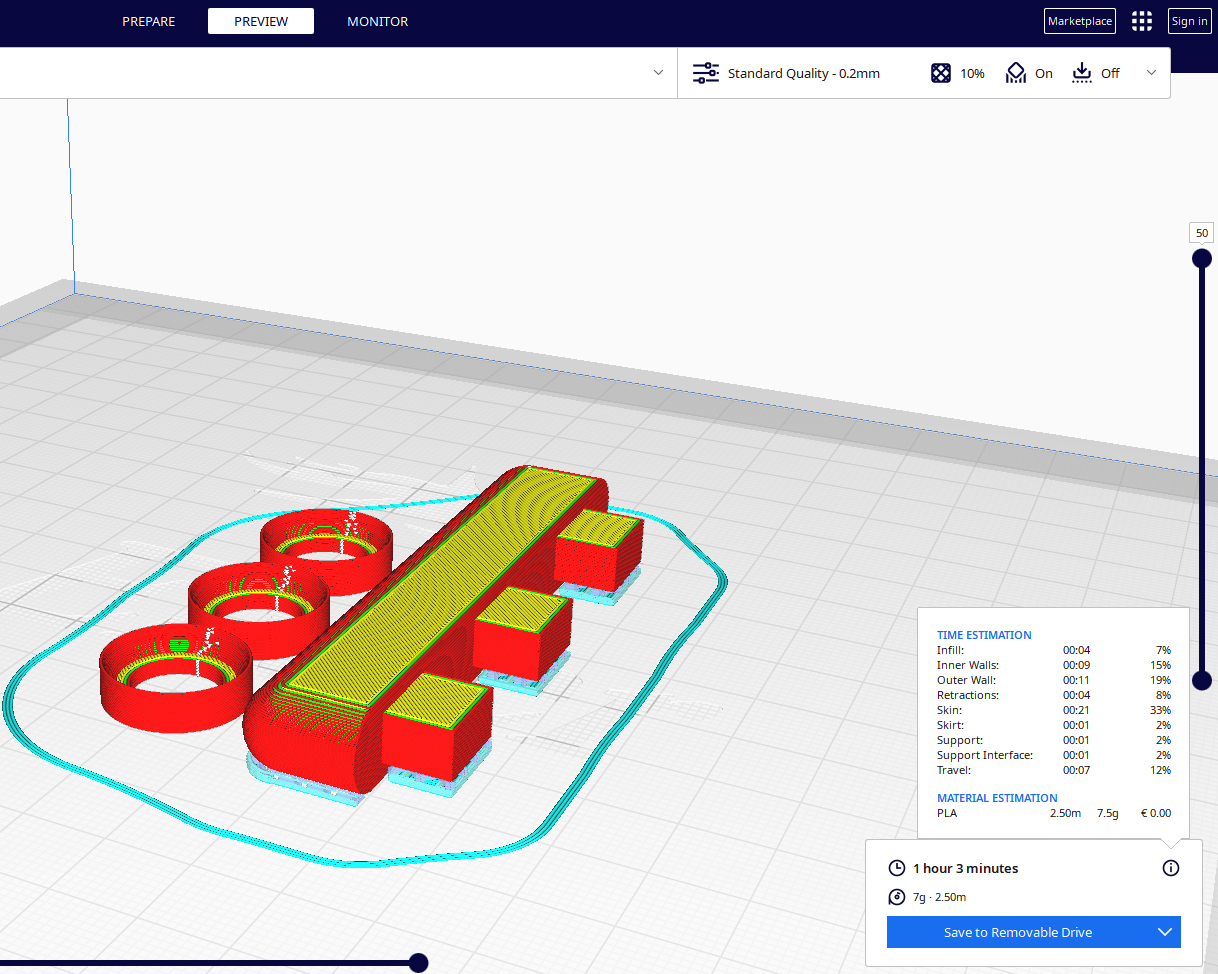 PREPARE PREVIEW MONITOR Marketplace Sign in
Standard Quality - 0.2mm 10% On Off
50
TIME ESTIMATION
Infill: 00:04 7%
Inner Walls: 00:09 15%
Outer Wall: 00:11 19%
Retractions: 00:04 8%
Skin: 00:21 33%
Skirt: 00:01 2%
Support: 00:01 2%
Support Interface: 00:01 2%
Travel: 00:07 12%
MATERIAL ESTIMATION
PLA 2.50m 7.5g € 0.00
1 hour 3 minutes
7g · 2.50m
Save to Removable Drive